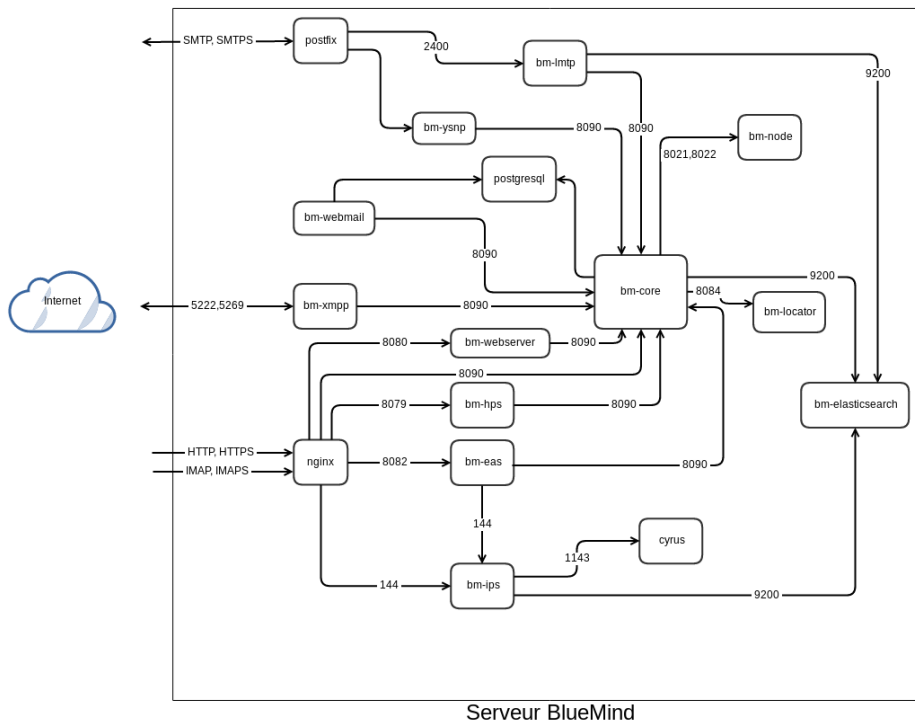 SMTP, SMTPS
postfix
2400
bm-lmtp
9200
bm-ysnp
8090
8090
bm-node
8021,8022
postgresql
bm-webmail
8090
Internet
5222,5269
bm-xmpp
8090
bm-core
9200
8084
bm-locator
8080
bm-webserver
8090
8090
8079
bm-hps
8090
bm-elasticsearch
HTTP, HTTPS
IMAP, IMAPS
nginx
8082
bm-eas
8090
144
1143
cyrus
144
bm-ips
9200
Serveur BlueMind